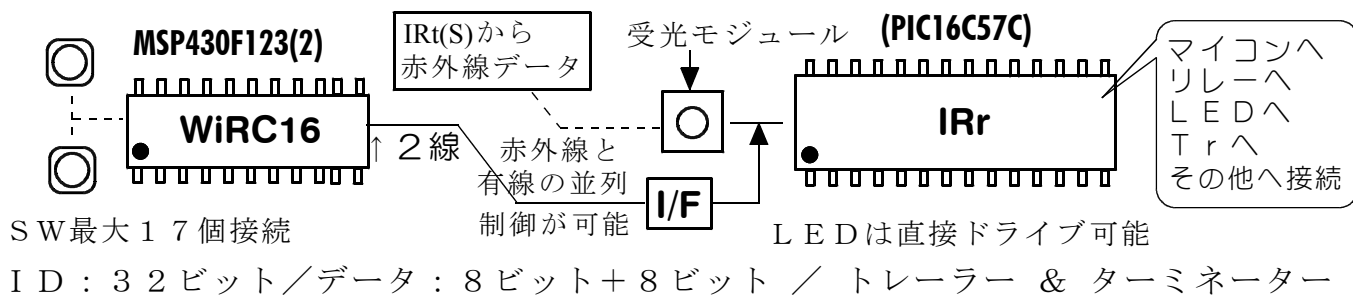 MSP430F123(2)
WiRC16
SW最大17個接続
IRt(S)から
赤外線データ
↑2線
赤外線と
有線の並列
制御が可能
受光モジュール
I/F
(PIC16C57C)
IRr
LEDは直接ドライブ可能
マイコンへ
リレーへ
LEDへ
Trへ
その他へ接続
ID:32ビット/データ:8ビット+8ビット / トレーラー & ターミネーター